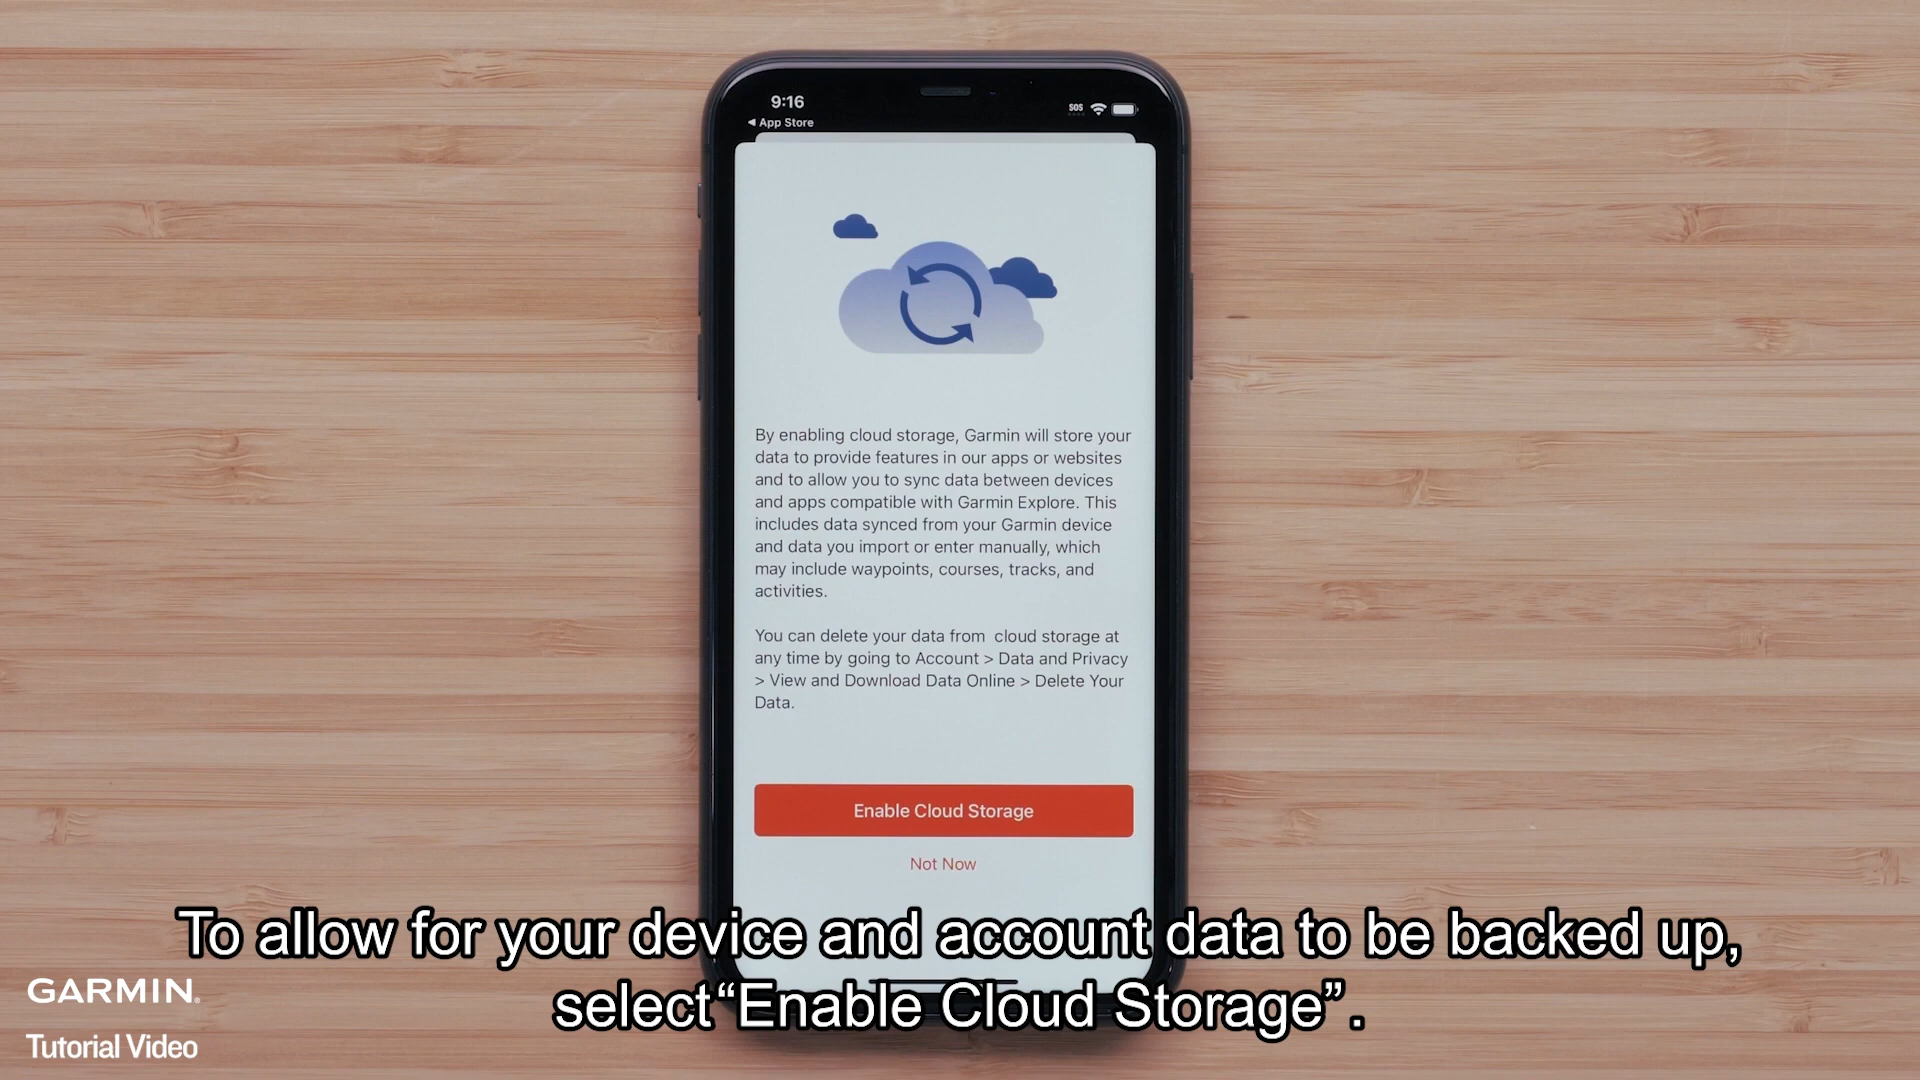 9:16
SOS
◀ App Store
By enabling cloud storage, Garmin will store your
data to provide features in our apps or websites
and to allow you to sync data between devices
and apps compatible with Garmin Explore. This
includes data synced from your Garmin device
and data you import or enter manually, which
may include waypoints, courses, tracks, and
activities.
You can delete your data from cloud storage at
any time by going to Account > Data and Privacy
> View and Download Data Online > Delete Your
Data.
Enable Cloud Storage
Not Now
To allow for your device and account data to be backed up,
select “Enable Cloud Storage”.
GARMIN®
Tutorial Video